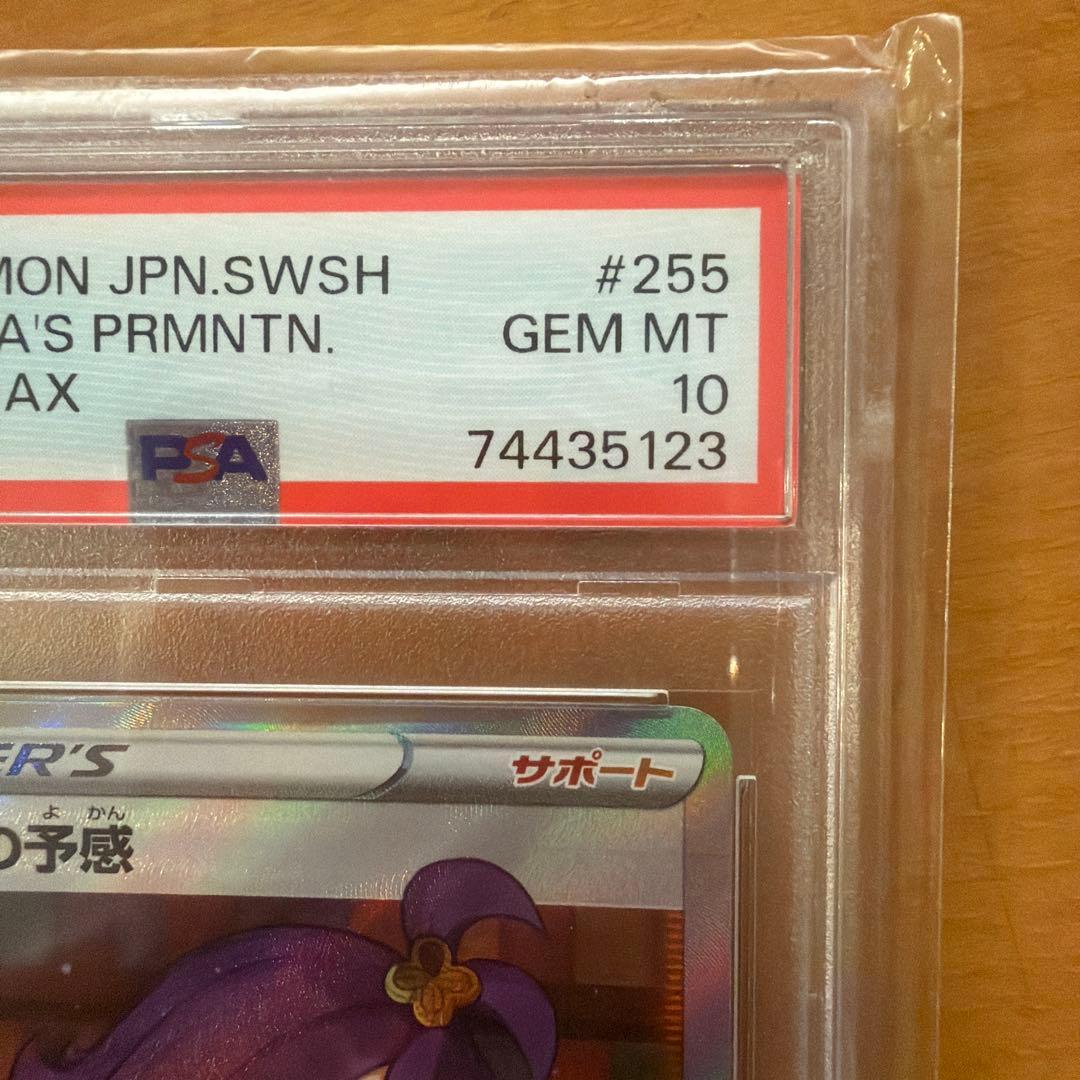 MON JPN.SWSH #255
A'S PRMNTN. GEM MT
AX 10
PSA 74435123
ER'S サポート
よ かん
の予感